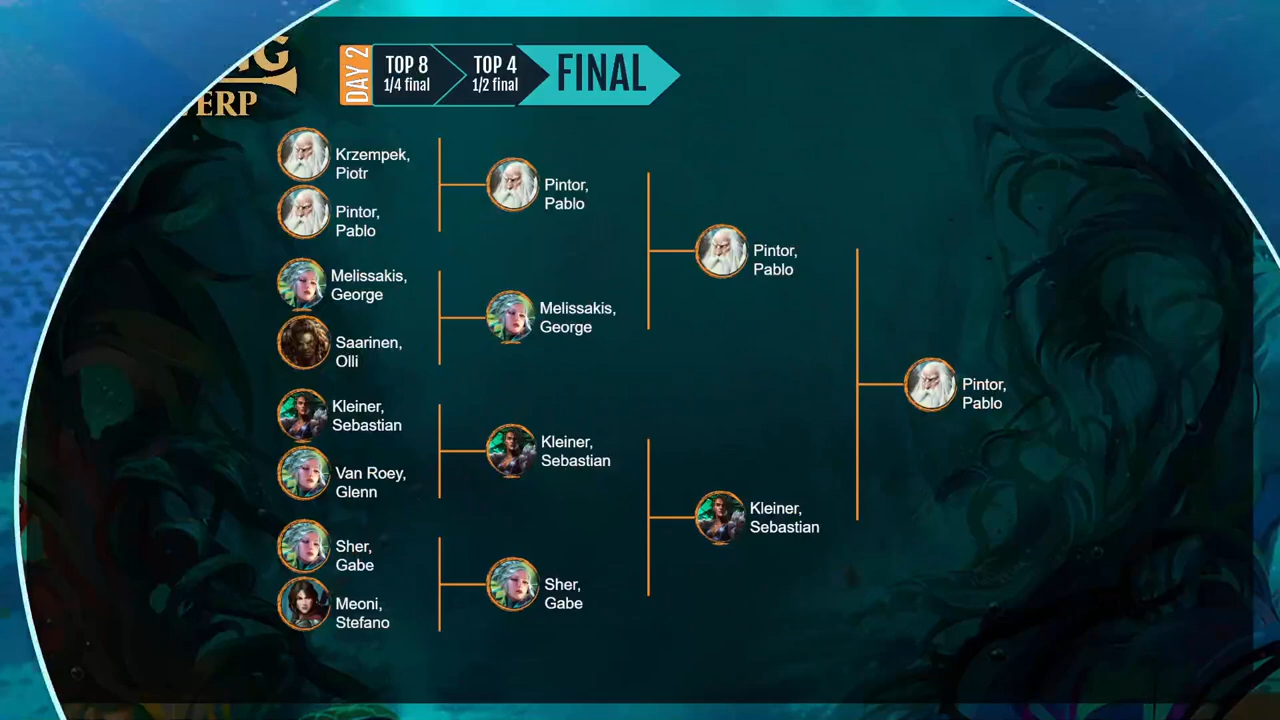 DAY 2
TOP 8
1/4 final
TOP 4
1/2 final
FINAL
Krzempek,
Piotr
Pintor,
Pablo
Melissakis,
George
Saarinen,
Olli
Kleiner,
Sebastian
Van Roey,
Glenn
Sher,
Gabe
Meoni,
Stefano
Pintor,
Pablo
Melissakis,
George
Kleiner,
Sebastian
Sher,
Gabe
Pintor,
Pablo
Kleiner,
Sebastian
Pintor,
Pablo